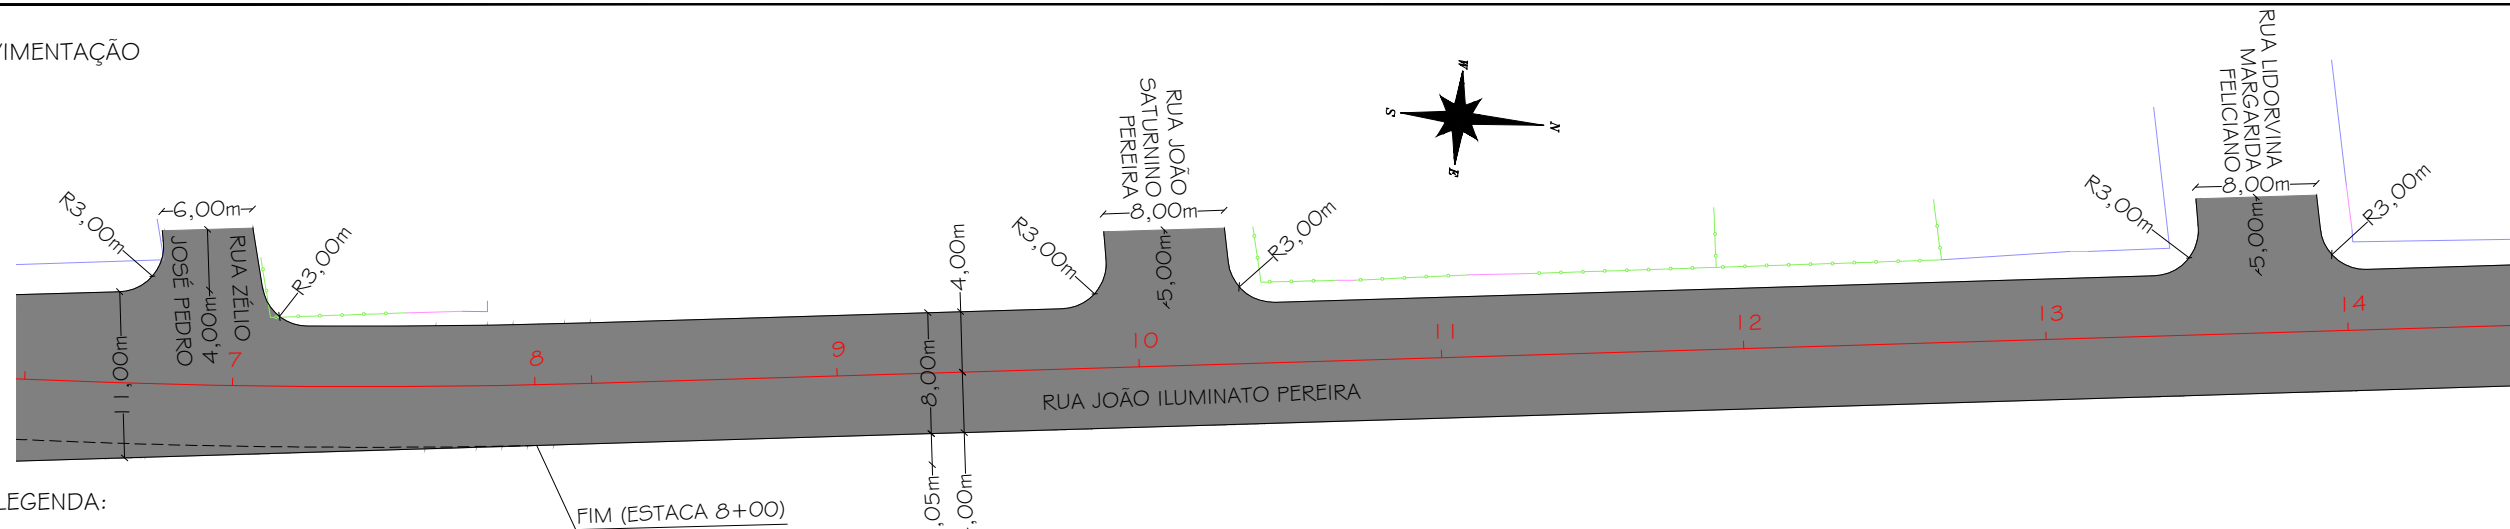 VIMENTAÇÃO
R3,00m
6,00m
JOSÉ PEDRO
4,00m
RUA ZÉLIO
R3,00m
11,00m
7
8
9
8,00m
4,00m
,05m
,00m
R3,00m
RUA JOÃO
SATURNINO
PEREIRA
8,00m
5,00m
R3,00m
10
W
S
N
E
11
12
13
14
RUA JOÃO ILUMINATO PEREIRA
R3,00m
RUA LIDORVINA
MARGARIDA
FELICIANO
8,00m
5,00m
R3,00m
LEGENDA:
FIM (ESTACA 8+00)